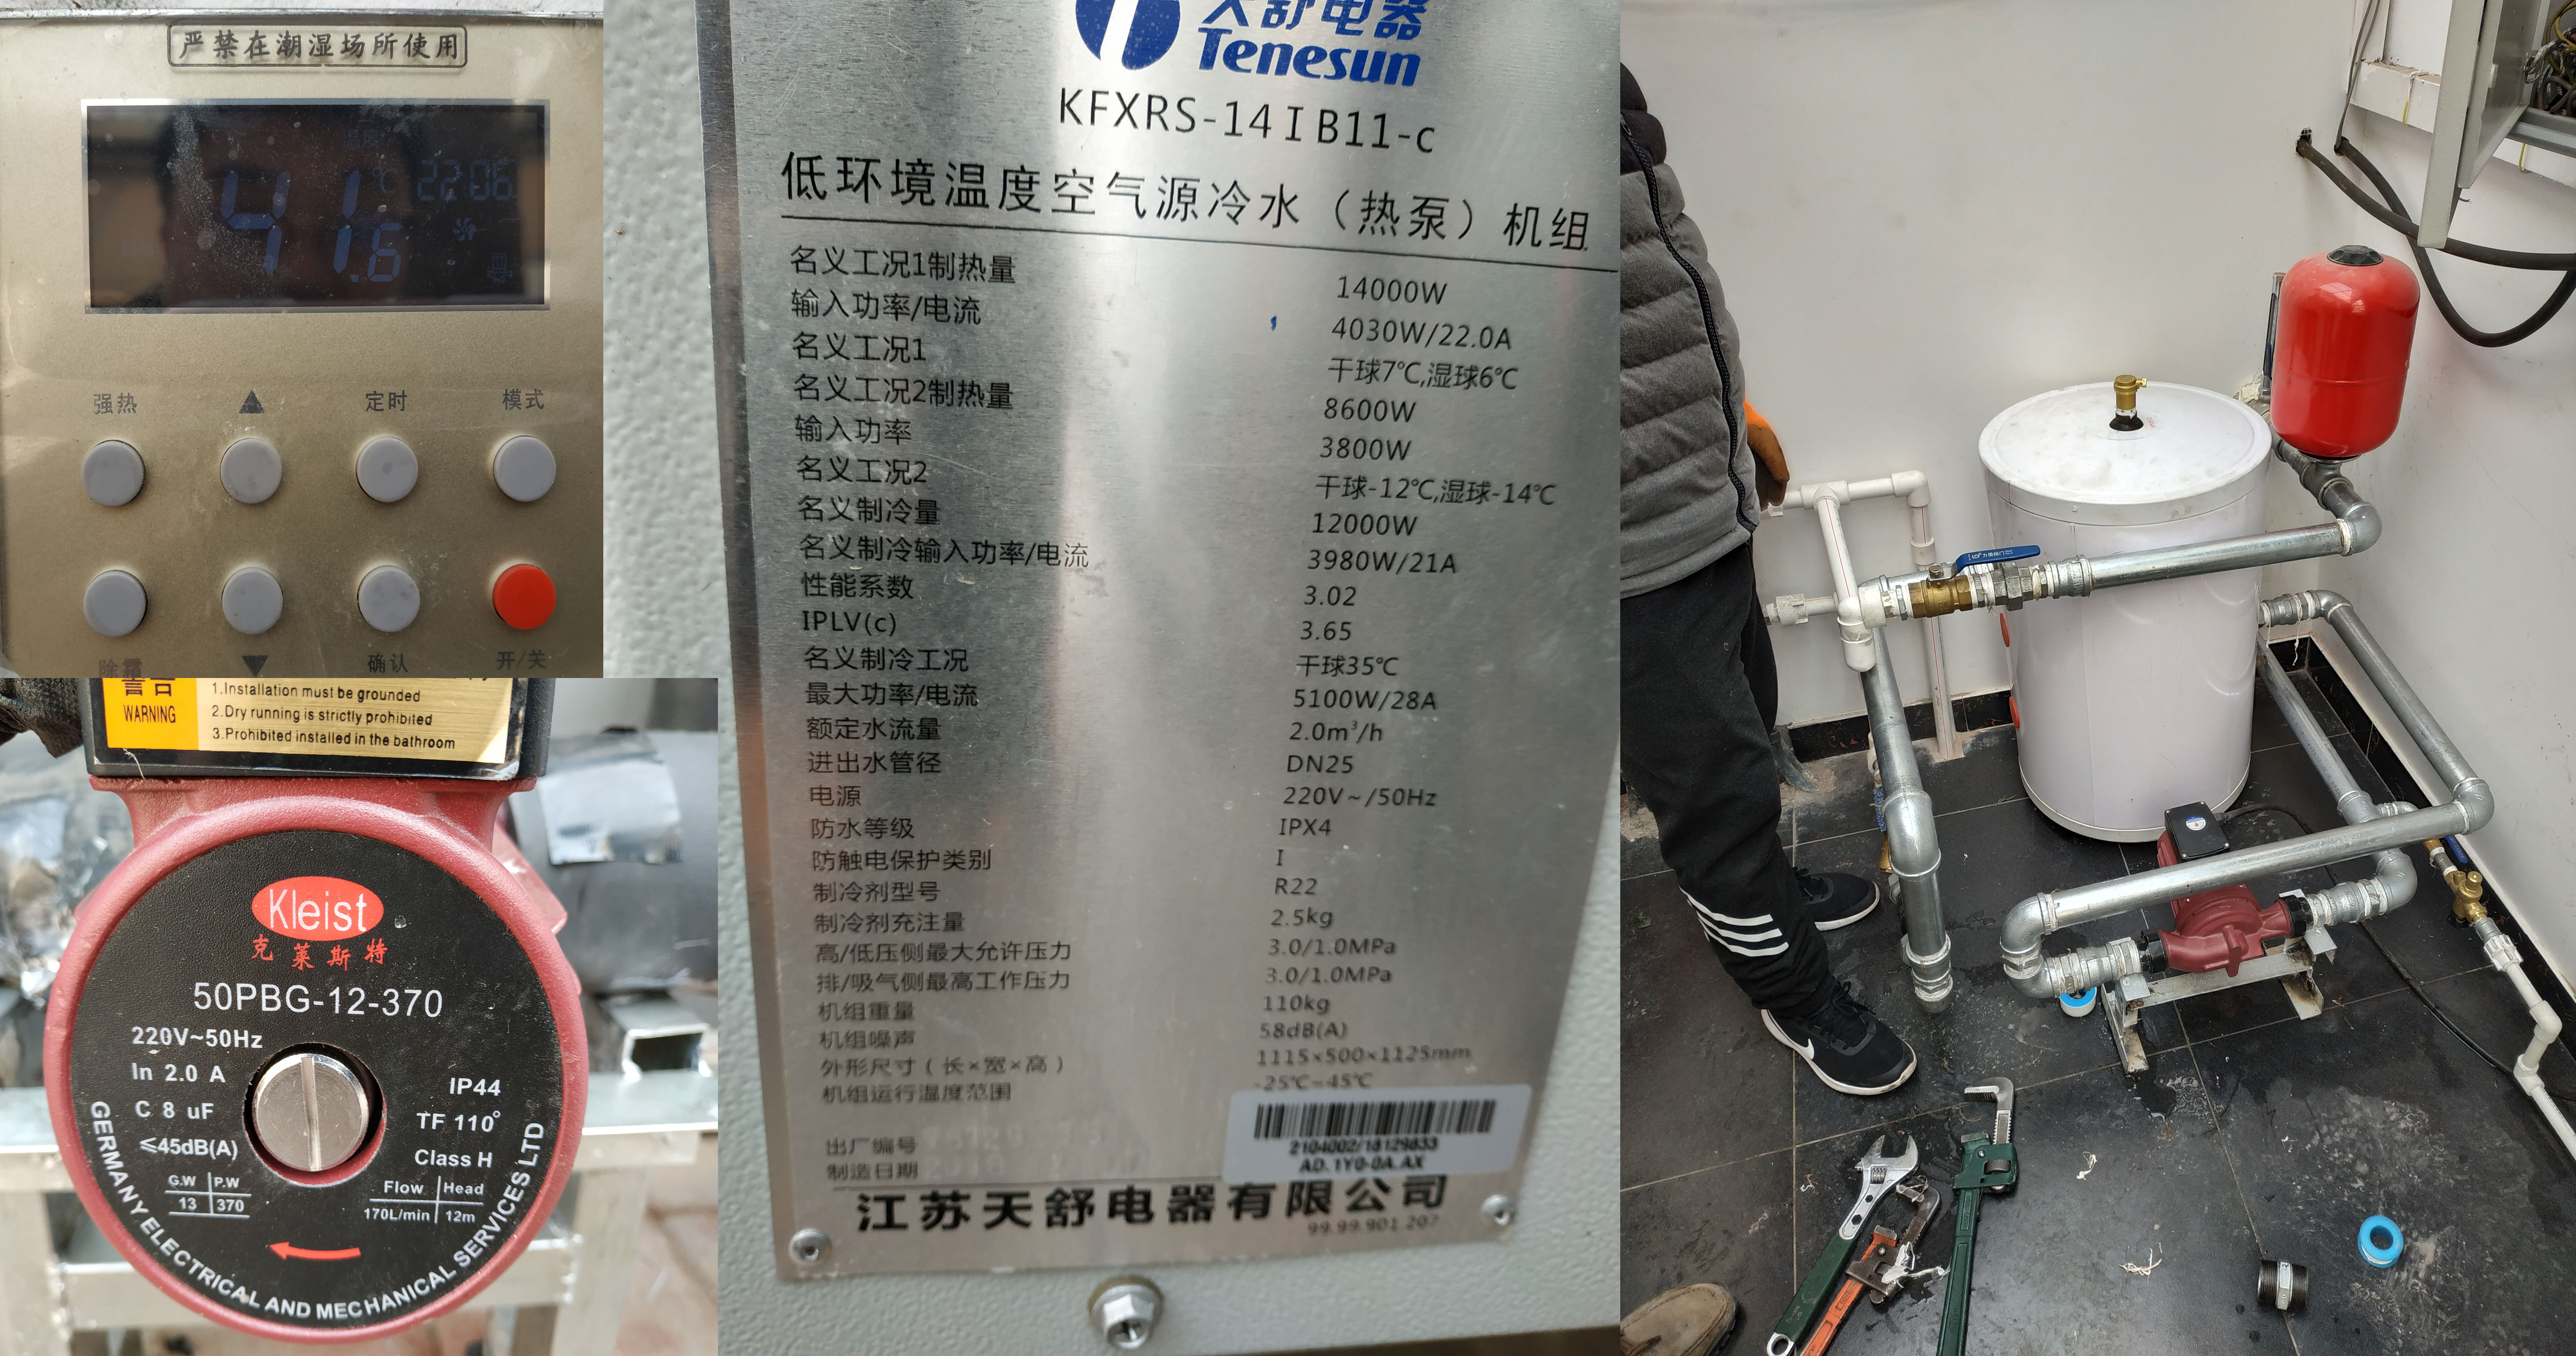 严禁在潮湿场所使用
温度
41.6
℃
22:06
强热
▲
定时
模式
除霜
▼
确认
开/关
警告
WARNING
1.Installation must be grounded
2.Dry running is strictly prohibited
3.Prohibited installed in the bathroom
Kleist
克莱斯特
50PBG-12-370
220V~50Hz
In 2.0 A
C 8 uF
≤45dB(A)
IP44
TF 110°
Class H
G.W P.W
13 370
Flow Head
170L/min 12m
GERMANY ELECTRICAL AND MECHANICAL SERVICES LTD
天舒电器
Tenesun
KFXRS-14ⅠB11-c
低环境温度空气源冷水（热泵）机组
名义工况1制热量 14000W
输入功率/电流 4030W/22.0A
名义工况1 干球7℃,湿球6℃
名义工况2制热量 8600W
输入功率 3800W
名义工况2 干球-12℃,湿球-14℃
名义制冷量 12000W
名义制冷输入功率/电流 3980W/21A
性能系数 3.02
IPLV(c) 3.65
名义制冷工况 干球35℃
最大功率/电流 5100W/28A
额定水流量 2.0m³/h
进出水管径 DN25
电源 220V~/50Hz
防水等级 IPX4
防触电保护类别 I
制冷剂型号 R22
制冷剂充注量 2.5kg
高/低压侧最大允许压力 3.0/1.0MPa
排/吸气侧最高工作压力 3.0/1.0MPa
机组重量 110kg
机组噪声 58dB(A)
外形尺寸（长×宽×高） 1115×500×1125mm
机组运行温度范围 -25℃~45℃
出厂编号
制造日期
2104002/18129833
AD.1Y0-0A.AX
江苏天舒电器有限公司
99.99.901.207